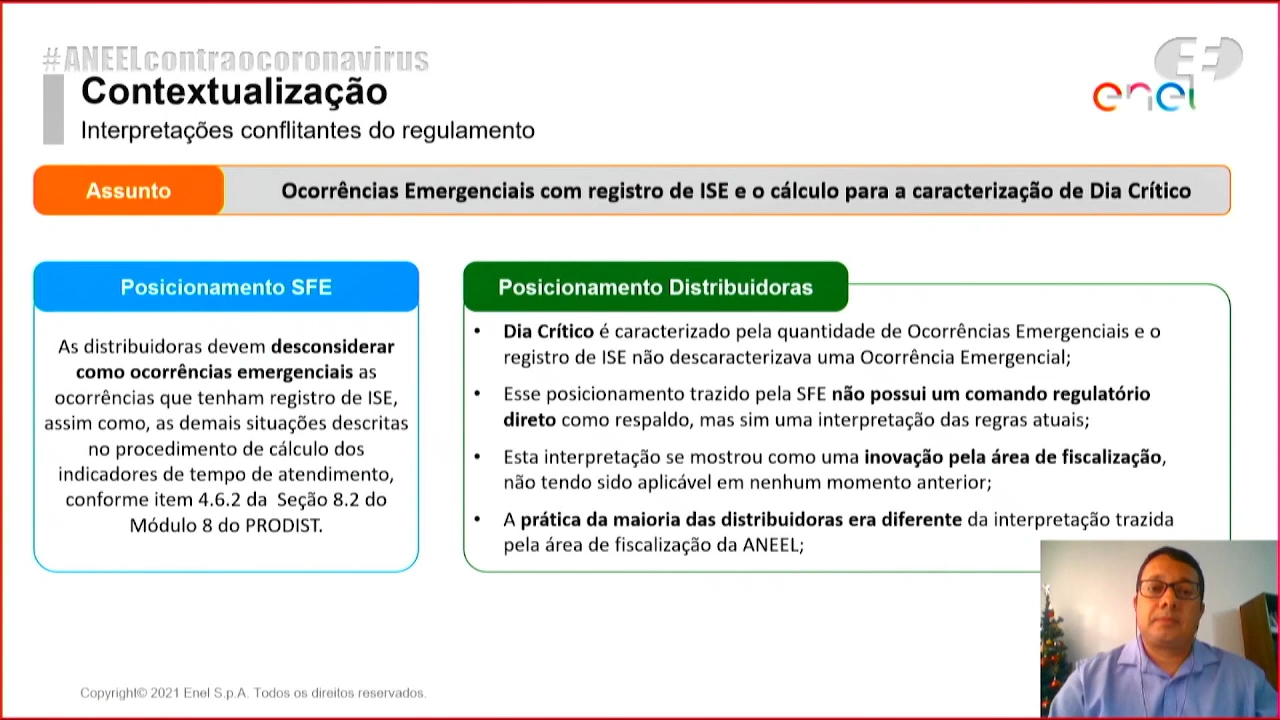 #ANEELcontraocoronavirus
Contextualização
Interpretações conflitantes do regulamento
enel
Assunto
Ocorrências Emergenciais com registro de ISE e o cálculo para a caracterização de Dia Crítico
Posicionamento SFE
As distribuidoras devem desconsiderar
como ocorrências emergenciais as
ocorrências que tenham registro de ISE,
assim como, as demais situações descritas
no procedimento de cálculo dos
indicadores de tempo de atendimento,
conforme item 4.6.2 da Seção 8.2 do
Módulo 8 do PRODIST.
Posicionamento Distribuidoras
• Dia Crítico é caracterizado pela quantidade de Ocorrências Emergenciais e o
registro de ISE não descaracterizava uma Ocorrência Emergencial;
• Esse posicionamento trazido pela SFE não possui um comando regulatório
direto como respaldo, mas sim uma interpretação das regras atuais;
• Esta interpretação se mostrou como uma inovação pela área de fiscalização,
não tendo sido aplicável em nenhum momento anterior;
• A prática da maioria das distribuidoras era diferente da interpretação trazida
pela área de fiscalização da ANEEL;
Copyright© 2021 Enel S.p.A. Todos os direitos reservados.